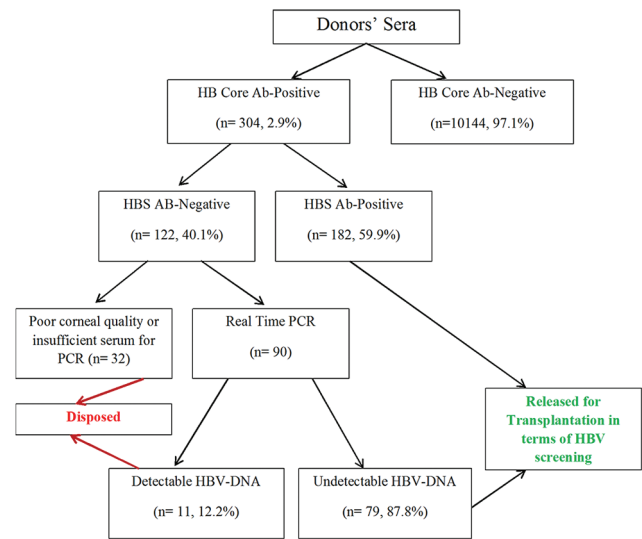 Donors’ Sera
HB Core Ab-Positive
(n= 304, 2.9%)
HB Core Ab-Negative
(n=10144, 97.1%)
HBS AB-Negative
(n= 122, 40.1%)
HBS Ab-Positive
(n= 182, 59.9%)
Poor corneal quality or
insufficient serum for
PCR (n= 32)
Real Time PCR
(n= 90)
Disposed
Released for
Transplantation in
terms of HBV
screening
Detectable HBV-DNA
(n= 11, 12.2%)
Undetectable HBV-DNA
(n= 79, 87.8%)